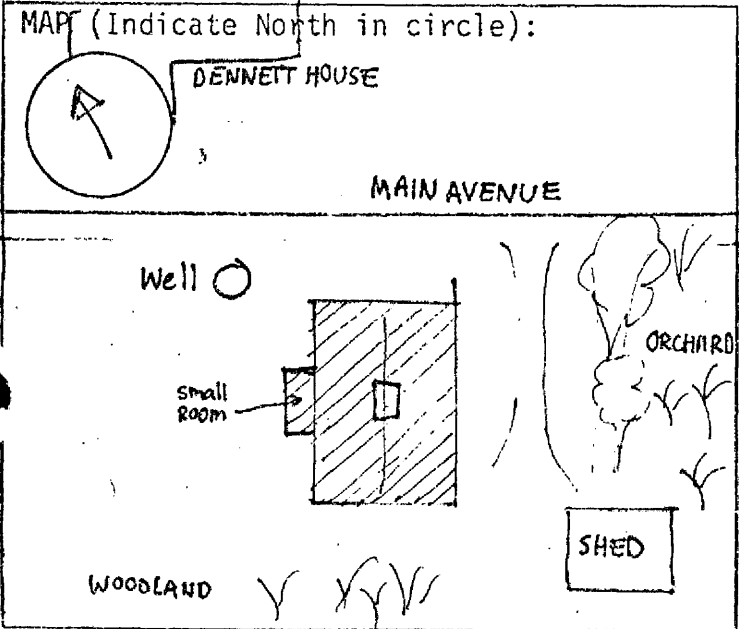 MAP (Indicate North in circle):
DENNETT HOUSE
MAIN AVENUE
Well
ORCHARD
small
ROOM
SHED
WOODLAND